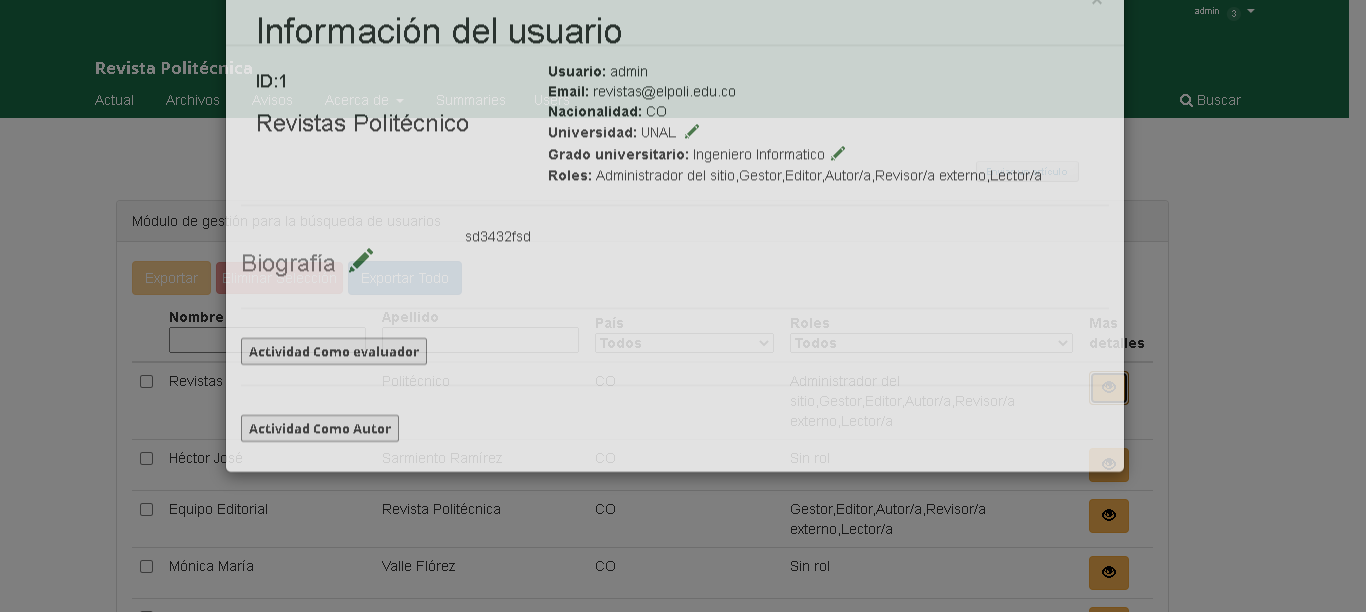 admin 3
Revista Politécnica
Actual Archivos Avisos Acerca de Summaries Users
Buscar
Información del usuario
ID:1
Revistas Politécnico
Usuario: admin
Email: revistas@elpoli.edu.co
Nacionalidad: CO
Universidad: UNAL
Grado universitario: Ingeniero Informatico
Roles: Administrador del sitio,Gestor,Editor,Autor/a,Revisor/a externo,Lector/a
Módulo de gestión para la búsqueda de usuarios
sd3432fsd
Biografía
Exportar Eliminar Selección Exportar Todo
Nombre Apellido País Roles Mas detalles
Todos Todos
Actividad Como evaluador
Revistas Politécnico CO Administrador del
sitio,Gestor,Editor,Autor/a,Revisor/a
externo,Lector/a
Actividad Como Autor
Héctor José Sarmiento Ramírez CO Sin rol
Equipo Editorial Revista Politécnica CO Gestor,Editor,Autor/a,Revisor/a
externo,Lector/a
Mónica María Valle Flórez CO Sin rol